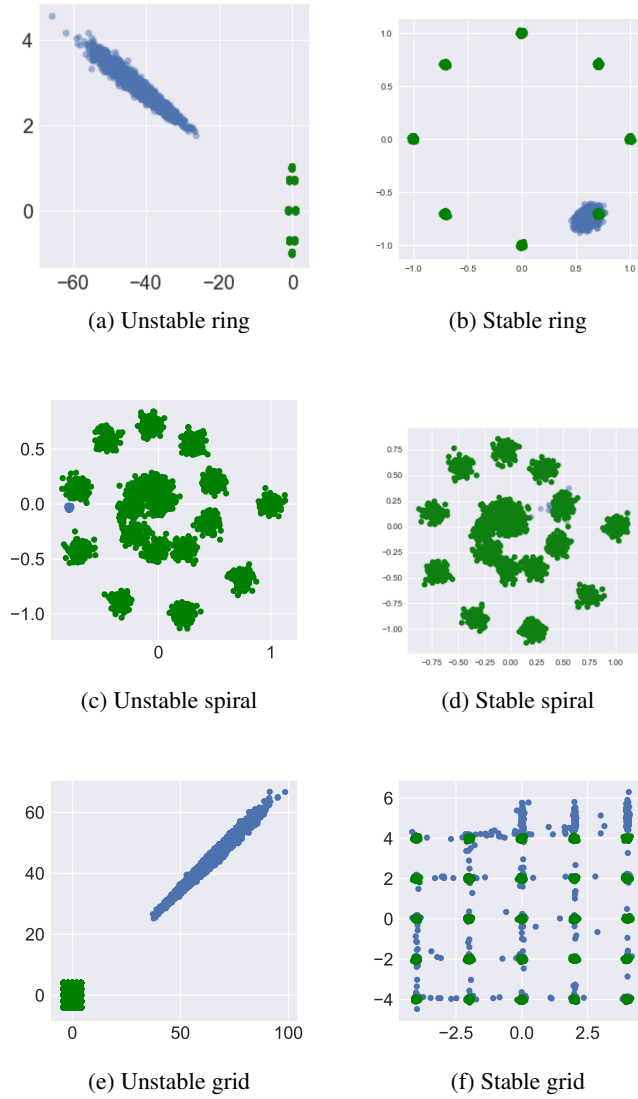 4
2
0
−60 −40 −20 0
(a) Unstable ring
1.0
0.5
0.0
−0.5
−1.0
−1.0 −0.5 0.0 0.5 1.0
(b) Stable ring
0.5
0.0
−0.5
−1.0
0 1
(c) Unstable spiral
0.75
0.50
0.25
0.00
−0.25
−0.50
−0.75
−1.00
−0.75 −0.50 −0.25 0.00 0.25 0.50 0.75 1.00
(d) Stable spiral
60
40
20
0
0 50 100
(e) Unstable grid
6
4
2
0
−2
−4
−2.5 0.0 2.5
(f) Stable grid